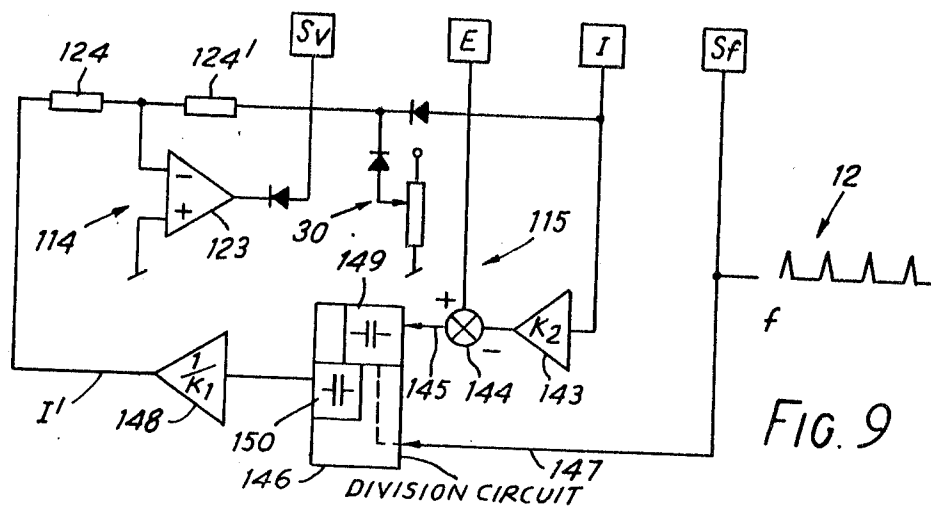 Sv
E
I
Sf
124
124'
12
114
-
+
123
30
149
115
+
-
K2
f
1/K1
I'
148
150
145
144
143
146
147
DIVISION CIRCUIT
FIG. 9